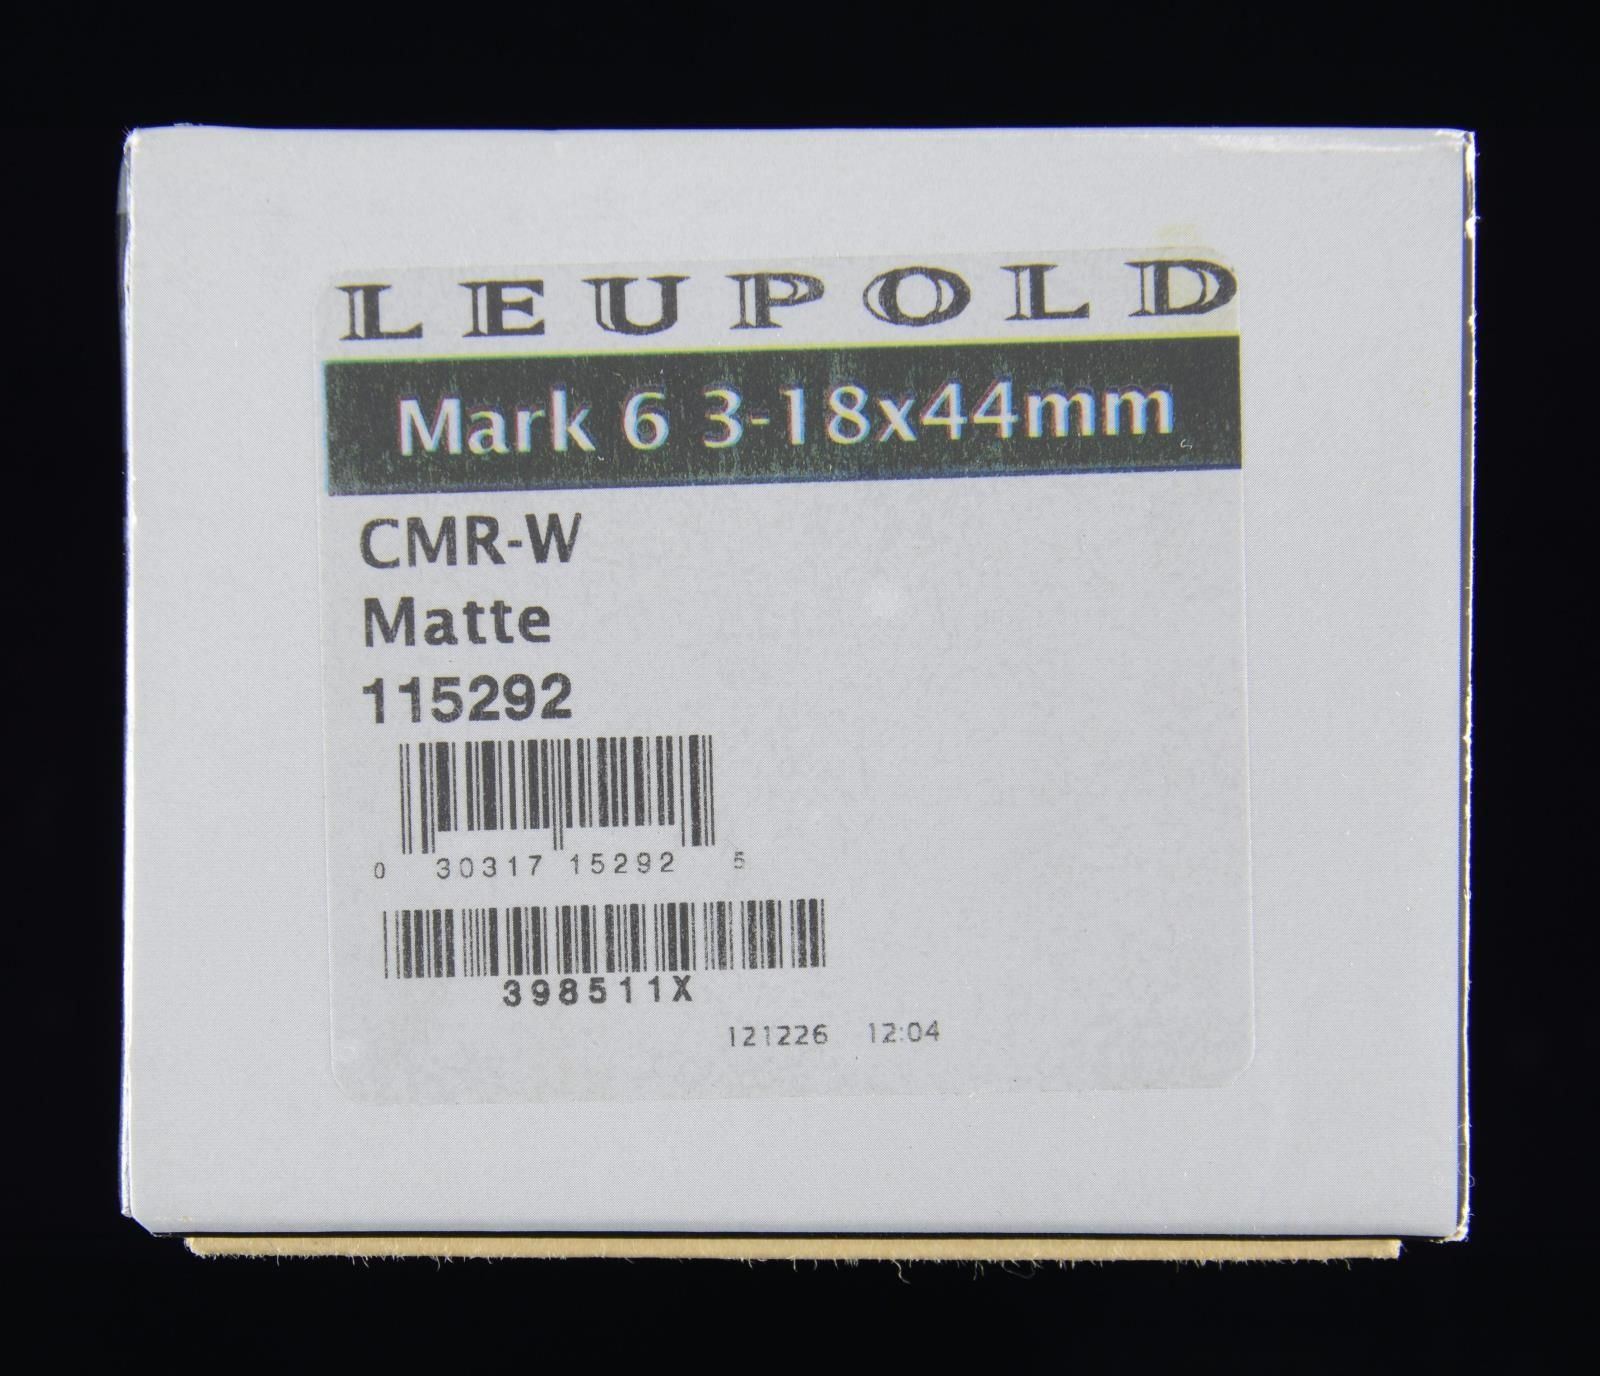 LEUPOLD
Mark 6 3-18x44mm
CMR-W
Matte
115292
0 30317 15292 5
398511X
121226 12:04